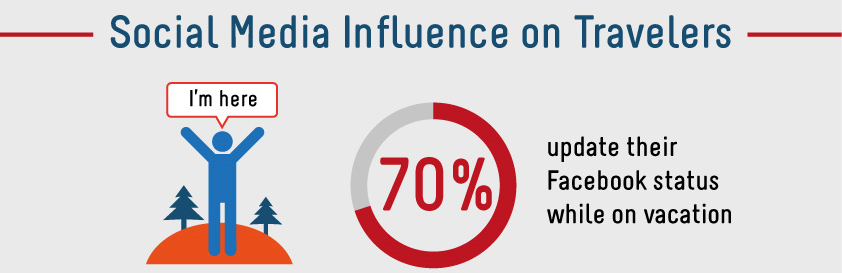 Social Media Influence on Travelers
I'm here
70%
update their
Facebook status
while on vacation